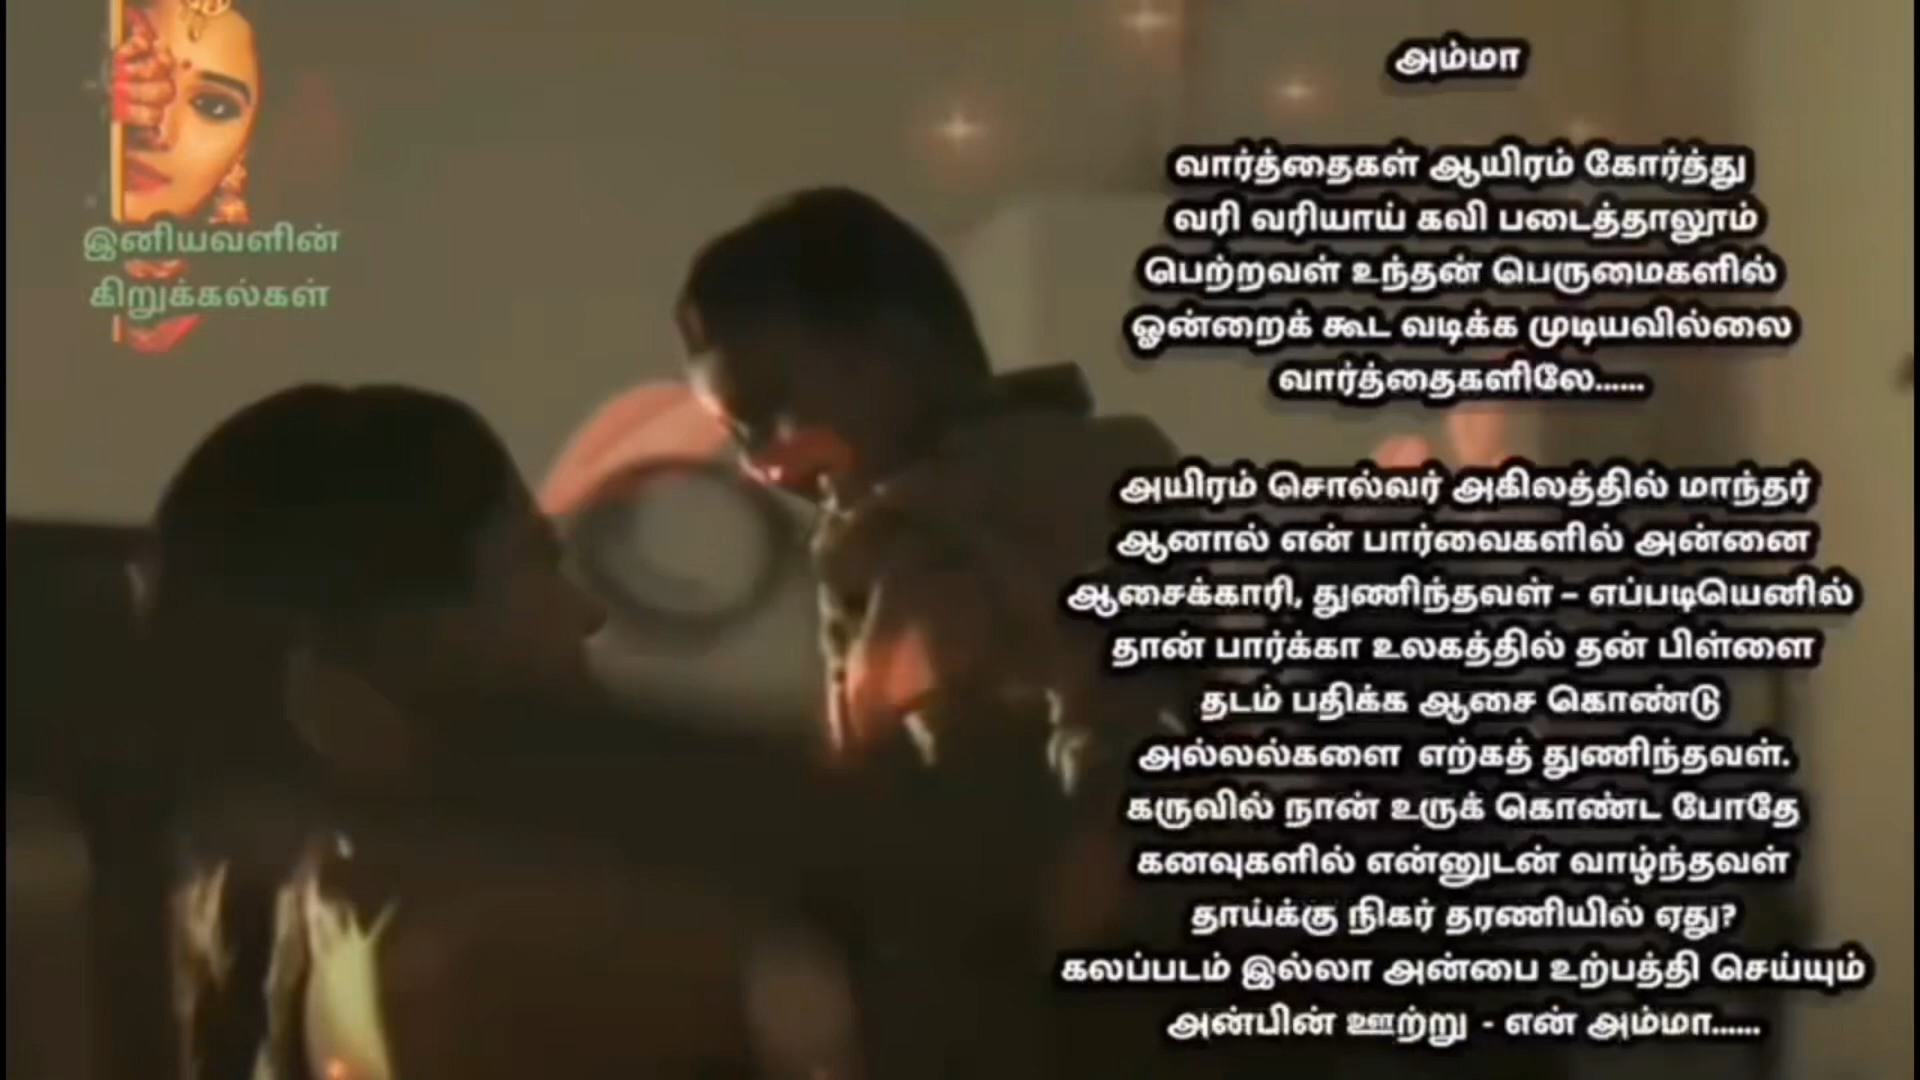 இனியவளின்
கிறுக்கல்கள்
அம்மா
வார்த்தைகள் ஆயிரம் கோர்த்து
வரி வரியாய் கவி படைத்தாலும்
பெற்றவள் உந்தன் பெருமைகளில்
ஓன்றைக் கூட வடிக்க முடியவில்லை
வார்த்தைகளிலே......
அயிரம் சொல்வர் அகிலத்தில் மாந்தர்
ஆனால் என் பார்வைகளில் அன்னை
ஆசைக்காரி, துணிந்தவள் – எப்படியெனில்
தான் பார்க்கா உலகத்தில் தன் பிள்ளை
தடம் பதிக்க ஆசை கொண்டு
அல்லல்களை எற்கத் துணிந்தவள்.
கருவில் நான் உருக் கொண்ட போதே
கனவுகளில் என்னுடன் வாழ்ந்தவள்
தாய்க்கு நிகர் தரணியில் ஏது?
கலப்படம் இல்லா அன்பை உற்பத்தி செய்யும்
அன்பின் ஊற்று - என் அம்மா......